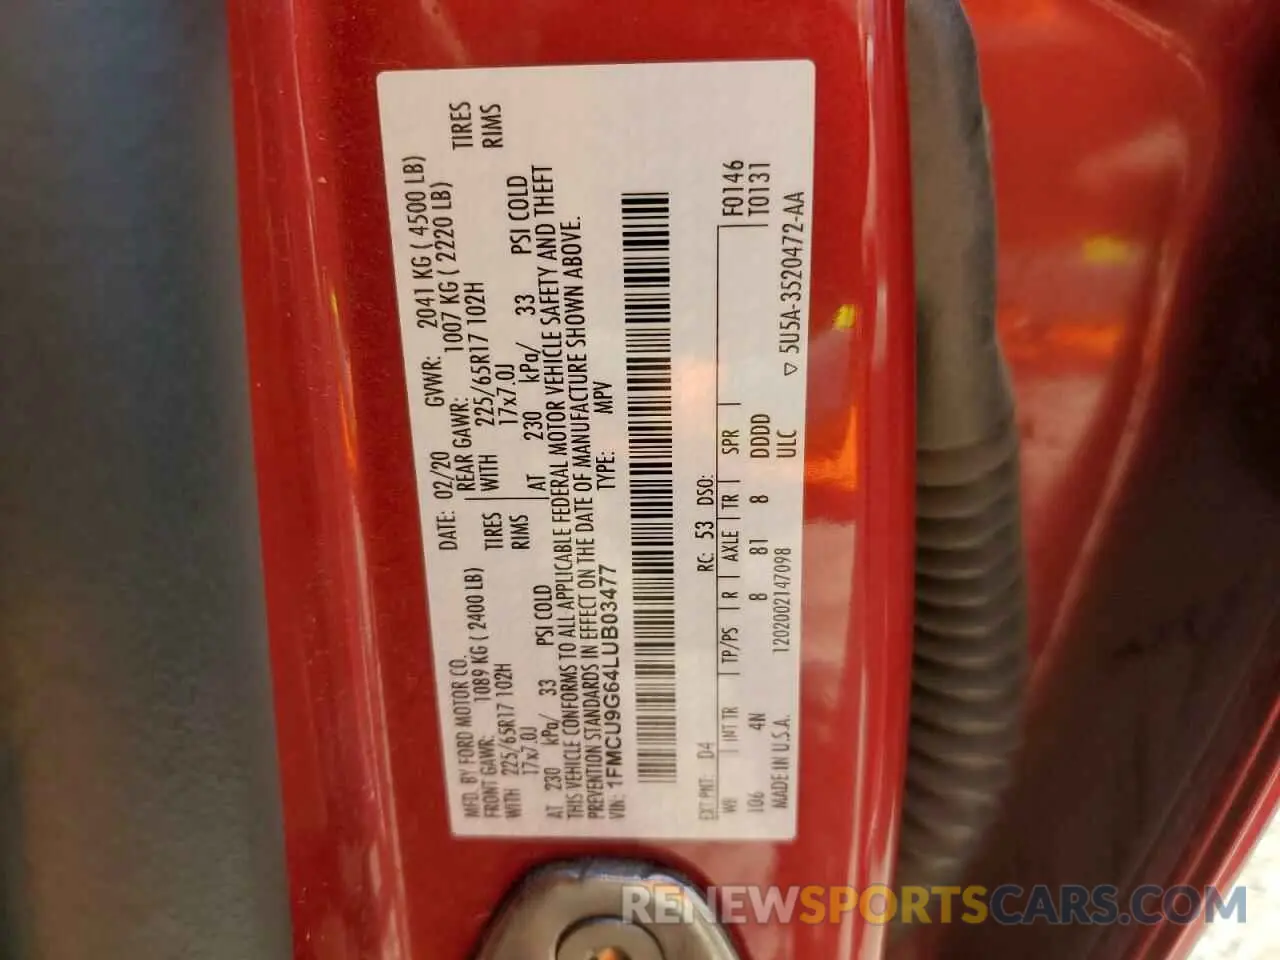 MFD. BY FORD MOTOR CO.
DATE: 02/20 GVWR: 2041 KG ( 4500 LB)
FRONT GAWR: 1089 KG ( 2400 LB) REAR GAWR: 1007 KG ( 2220 LB)
WITH 225/65R17 102H TIRES WITH 225/65R17 102H TIRES
17x7.0J RIMS 17x7.0J RIMS
AT 230 kPa/ 33 PSI COLD AT 230 kPa/ 33 PSI COLD
THIS VEHICLE CONFORMS TO ALL APPLICABLE FEDERAL MOTOR VEHICLE SAFETY AND THEFT
PREVENTION STANDARDS IN EFFECT ON THE DATE OF MANUFACTURE SHOWN ABOVE.
VIN: 1FMCU9G64LUB03477 TYPE: MPV
EXT PNT: D4 RC: 53 DSO: F0146
WB INT TR TP/PS R AXLE TR SPR T0131
106 4N 8 81 8 DDDD
MADE IN U.S.A. 1202002147098 ULC ▽ 5U5A-3520472-AA
RENEWSPORTSCARS.COM